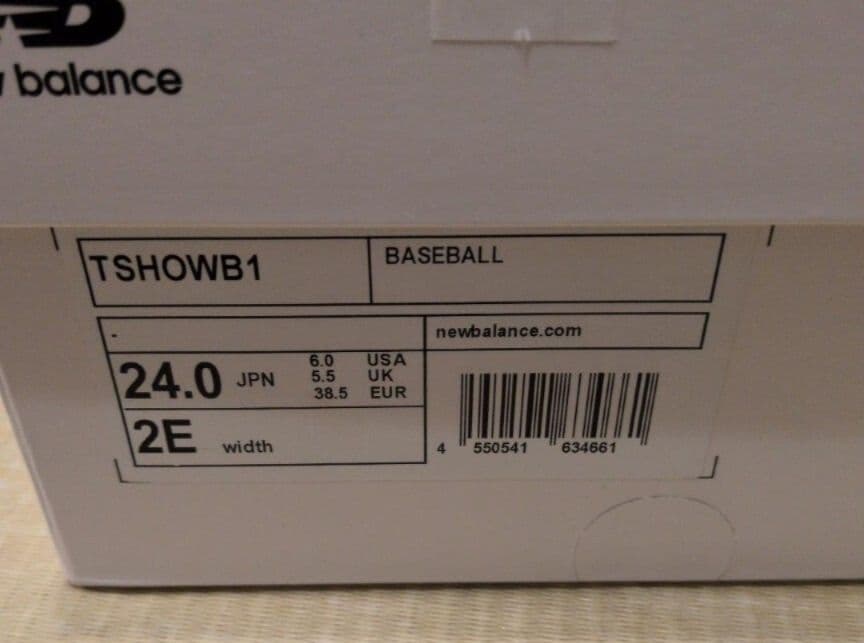 balance
TSHOWB1
BASEBALL
-
newbalance.com
24.0 JPN
6.0 USA
5.5 UK
38.5 EUR
2E width
4 550541 634661